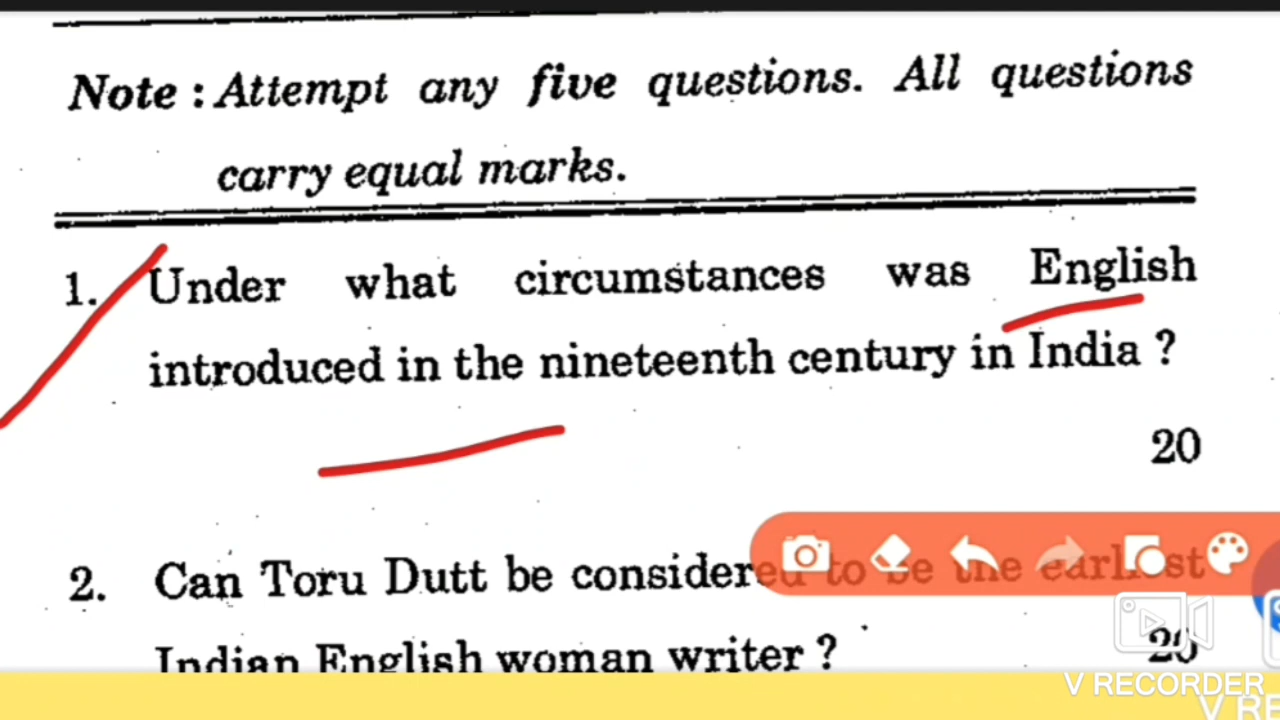 Note : Attempt any five questions. All questions
carry equal marks.
1. Under what circumstances was English
introduced in the nineteenth century in India ?
20
2. Can Toru Dutt be considered to be the earliest
Indian English woman writer ?
20
V RECORDER
V RE